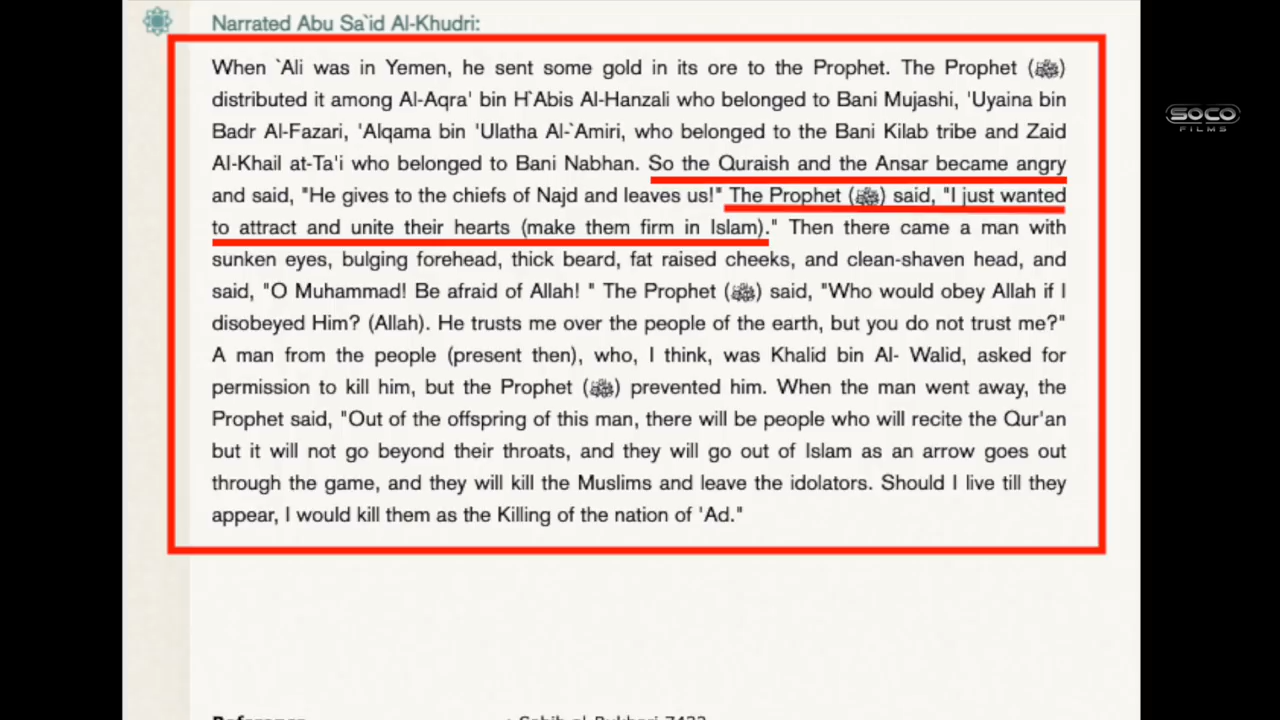 Narrated Abu Sa`id Al-Khudri:
When `Ali was in Yemen, he sent some gold in its ore to the Prophet. The Prophet (ﷺ)
distributed it among Al-Aqra' bin H`Abis Al-Hanzali who belonged to Bani Mujashi, 'Uyaina bin
Badr Al-Fazari, 'Alqama bin 'Ulatha Al-`Amiri, who belonged to the Bani Kilab tribe and Zaid
Al-Khail at-Ta'i who belonged to Bani Nabhan. So the Quraish and the Ansar became angry
and said, "He gives to the chiefs of Najd and leaves us!" The Prophet (ﷺ) said, "I just wanted
to attract and unite their hearts (make them firm in Islam)." Then there came a man with
sunken eyes, bulging forehead, thick beard, fat raised cheeks, and clean-shaven head, and
said, "O Muhammad! Be afraid of Allah! " The Prophet (ﷺ) said, "Who would obey Allah if I
disobeyed Him? (Allah). He trusts me over the people of the earth, but you do not trust me?"
A man from the people (present then), who, I think, was Khalid bin Al- Walid, asked for
permission to kill him, but the Prophet (ﷺ) prevented him. When the man went away, the
Prophet said, "Out of the offspring of this man, there will be people who will recite the Qur'an
but it will not go beyond their throats, and they will go out of Islam as an arrow goes out
through the game, and they will kill the Muslims and leave the idolators. Should I live till they
appear, I would kill them as the Killing of the nation of 'Ad."
SOCO
FILMS
Reference : Sahih al-Bukhari